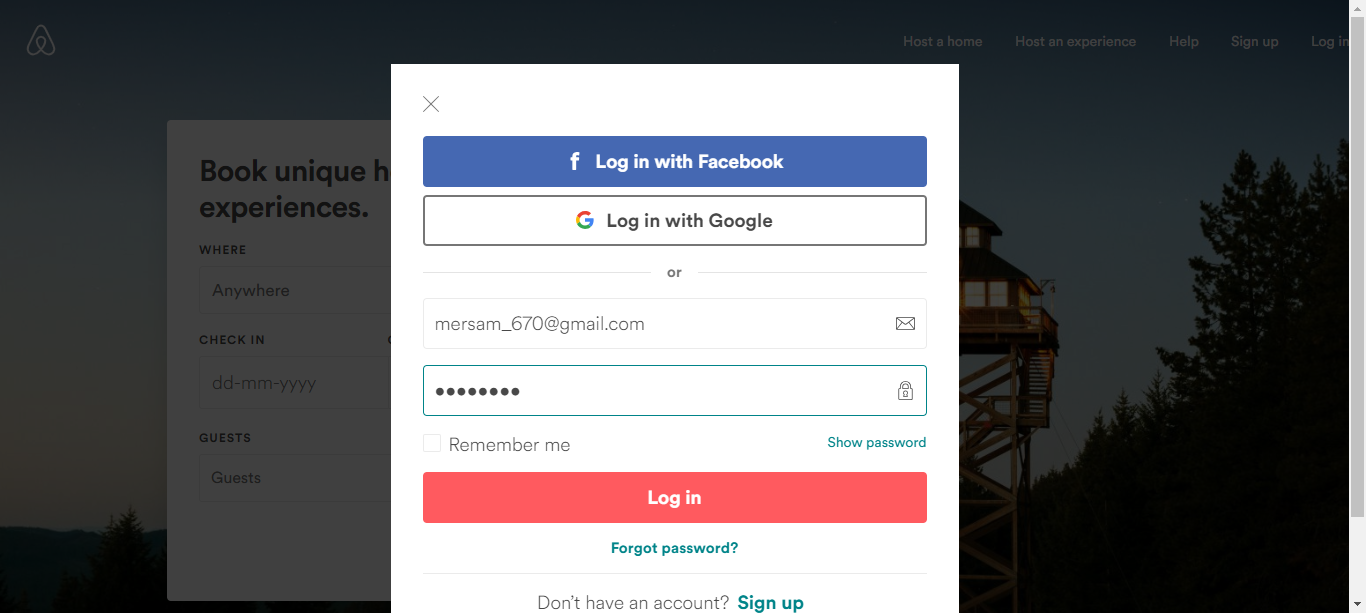 Host a home Host an experience Help Sign up Log in
Book unique h
experiences.
WHERE
Anywhere
CHECK IN
dd-mm-yyyy
GUESTS
Guests
f Log in with Facebook
G Log in with Google
or
mersam_670@gmail.com
••••••••
Remember me Show password
Log in
Forgot password?
Don't have an account? Sign up